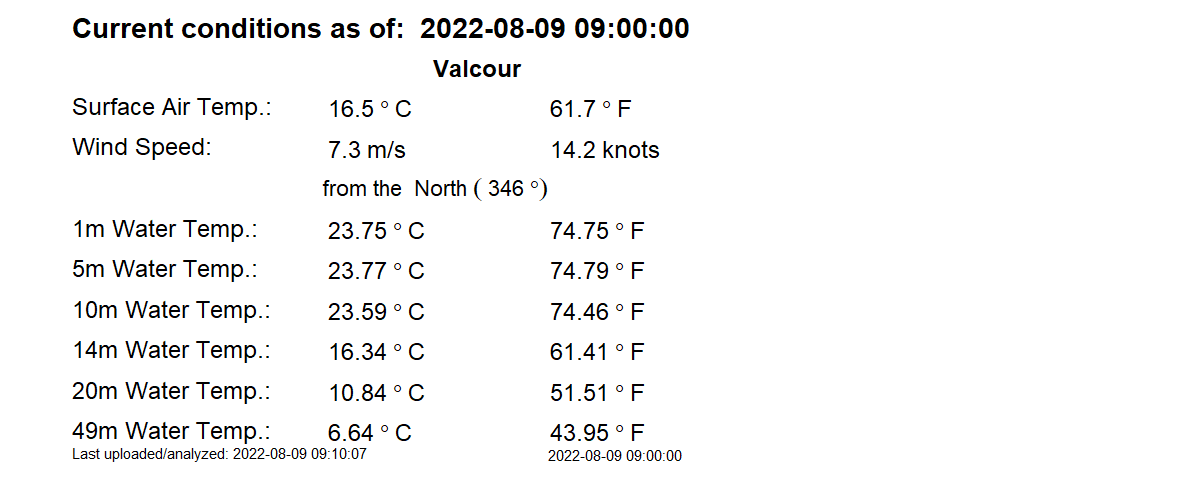 Current conditions as of: 2022-08-09 09:00:00
Valcour
Surface Air Temp.: 16.5 ° C 61.7 ° F
Wind Speed: 7.3 m/s 14.2 knots
from the North ( 346 °)
1m Water Temp.: 23.75 ° C 74.75 ° F
5m Water Temp.: 23.77 ° C 74.79 ° F
10m Water Temp.: 23.59 ° C 74.46 ° F
14m Water Temp.: 16.34 ° C 61.41 ° F
20m Water Temp.: 10.84 ° C 51.51 ° F
49m Water Temp.: 6.64 ° C 43.95 ° F
Last uploaded/analyzed: 2022-08-09 09:10:07 2022-08-09 09:00:00